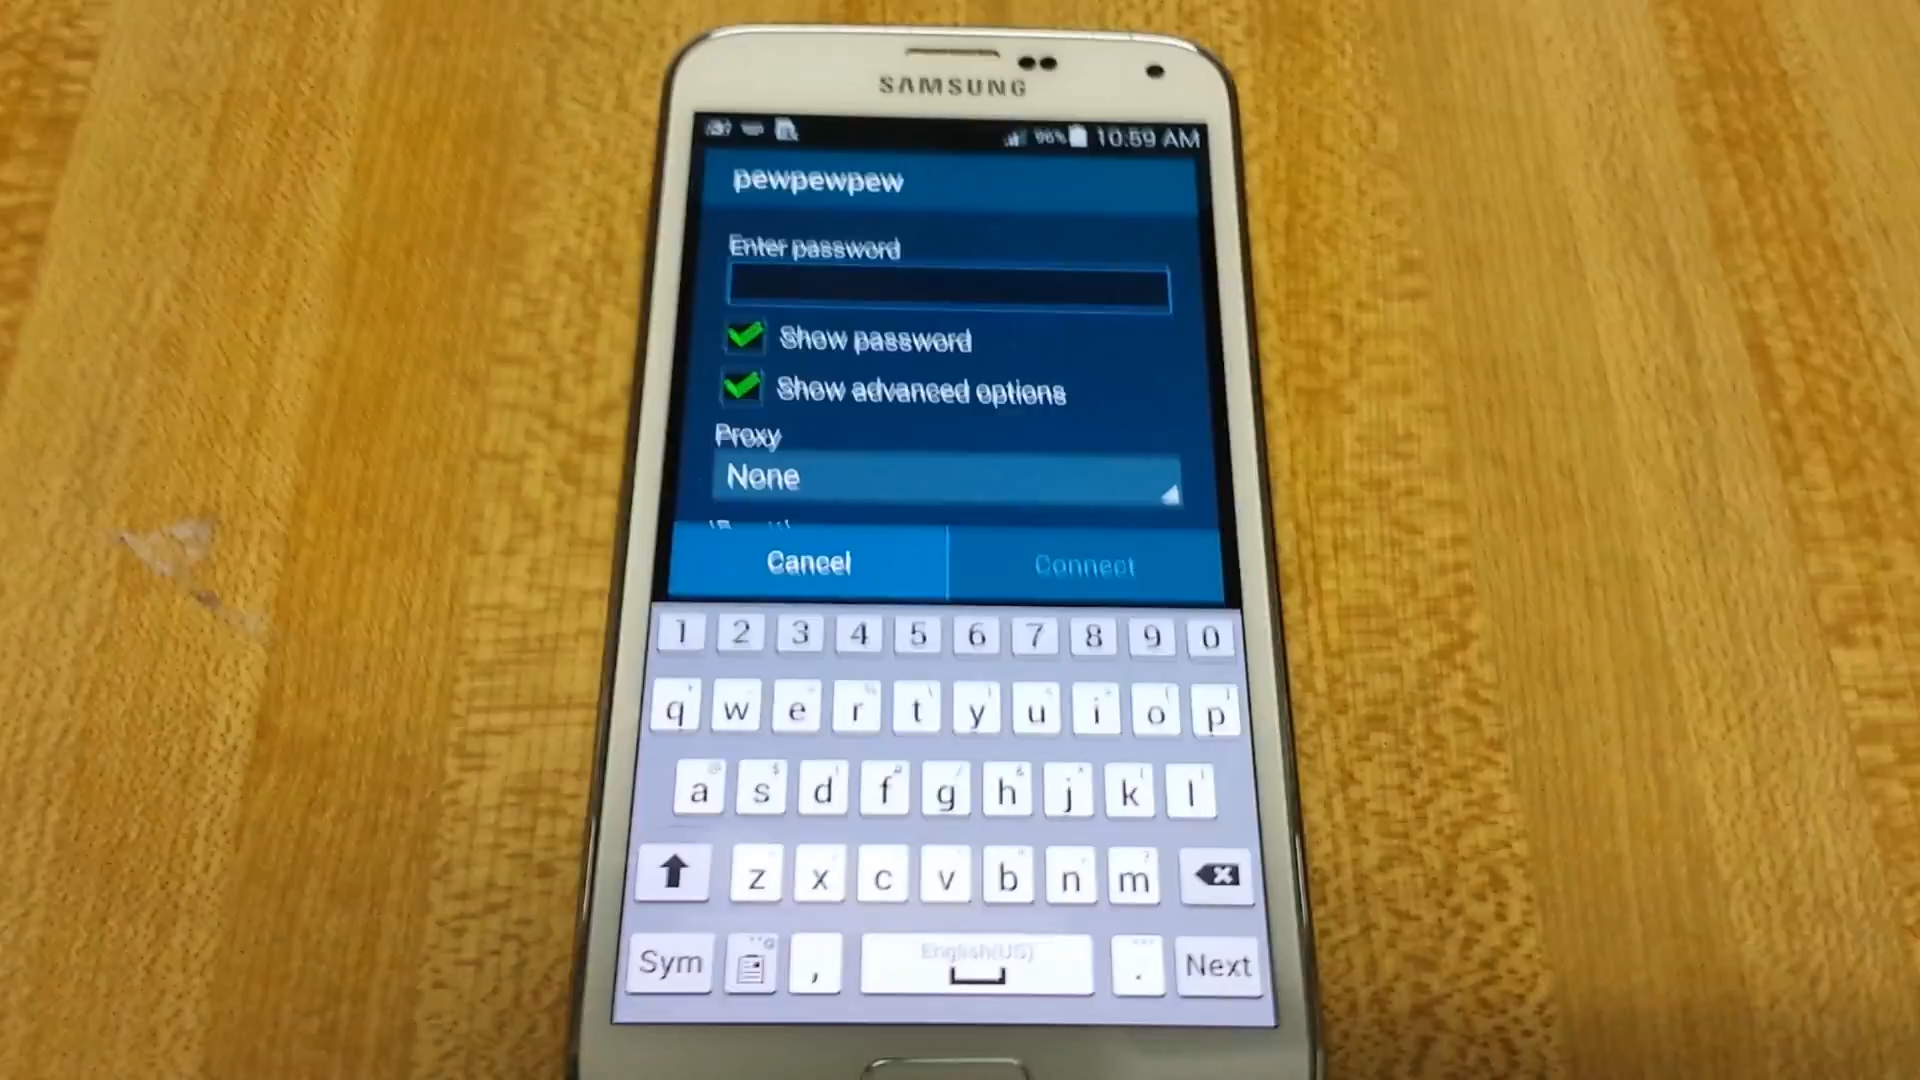 SAMSUNG
96% 10:59 AM
pewpewpew
Enter password
Show password
Show advanced options
Proxy
None
Cancel Connect
1 2 3 4 5 6 7 8 9 0
q w e r t y u i o p
a s d f g h j k l
z x c v b n m
Sym , English(US) . Next